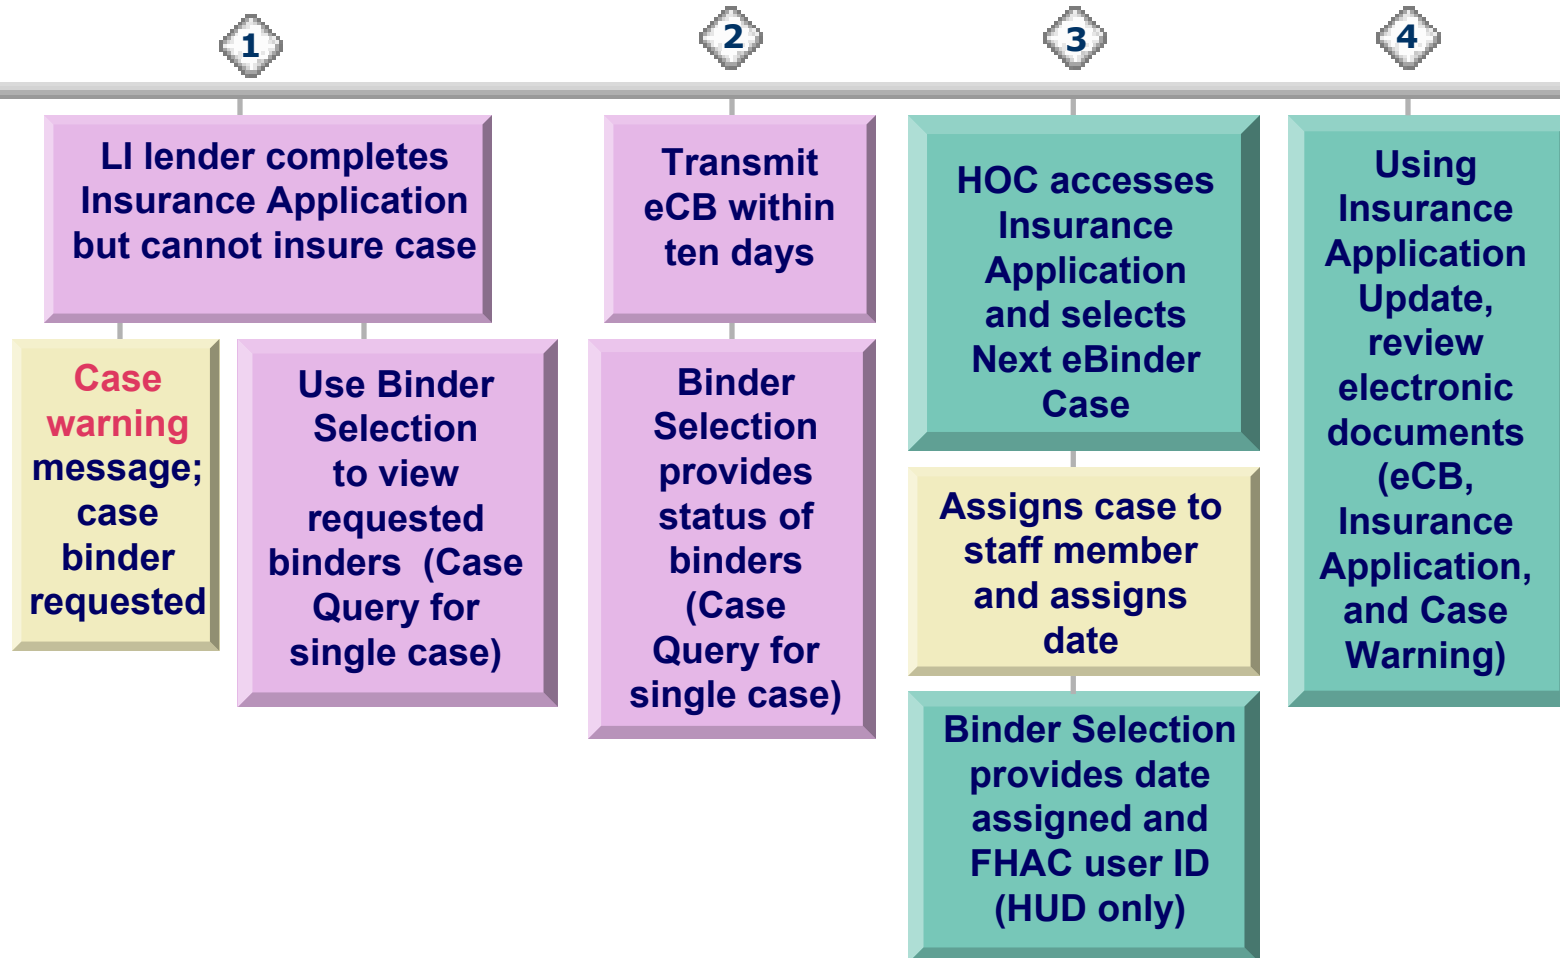 1
2
3
4
LI lender completes
Insurance Application
but cannot insure case
Case
warning
message;
case
binder
requested
Use Binder
Selection
to view
requested
binders (Case
Query for
single case)
Transmit
eCB within
ten days
Binder
Selection
provides
status of
binders
(Case
Query for
single case)
HOC accesses
Insurance
Application
and selects
Next eBinder
Case
Assigns case to
staff member
and assigns
date
Binder Selection
provides date
assigned and
FHAC user ID
(HUD only)
Using
Insurance
Application
Update,
review
electronic
documents
(eCB,
Insurance
Application,
and Case
Warning)